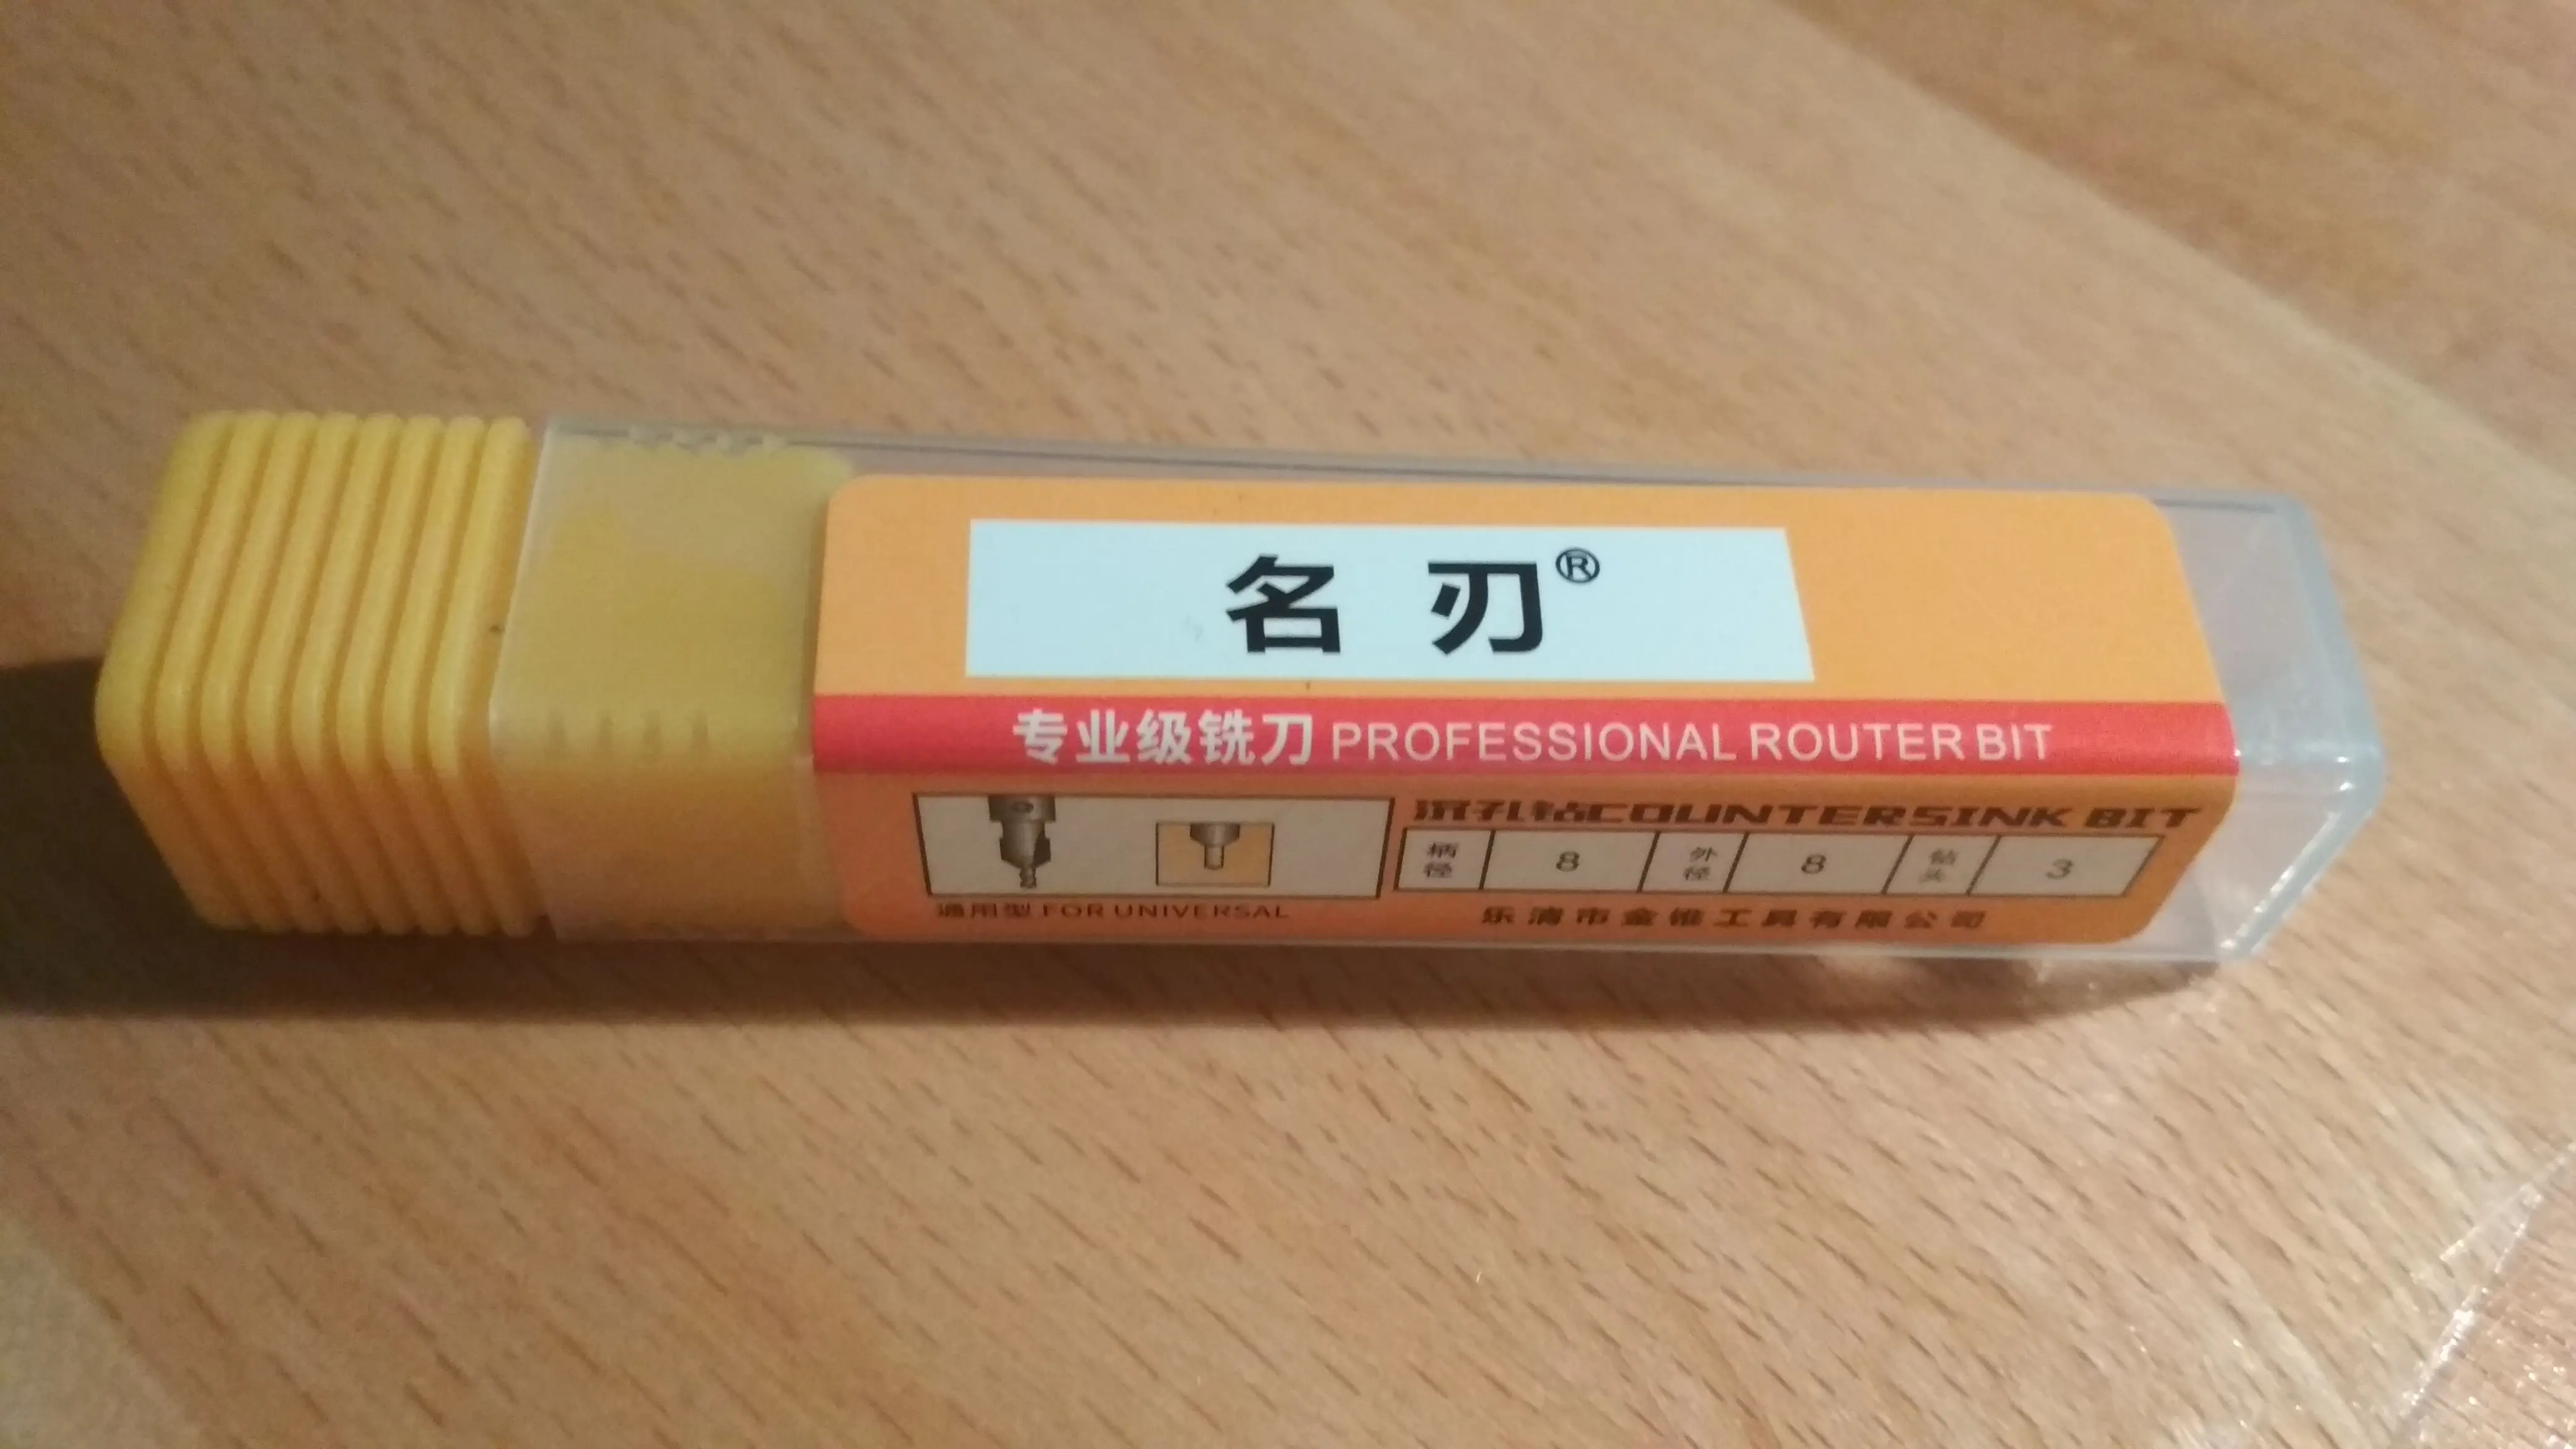 名刃®
专业级铣刀 PROFESSIONAL ROUTER BIT
沉孔钻COUNTERSINK BIT
柄径 8 外径 8 钻头 3
通用型 FOR UNIVERSAL
乐清市金锥工具有限公司